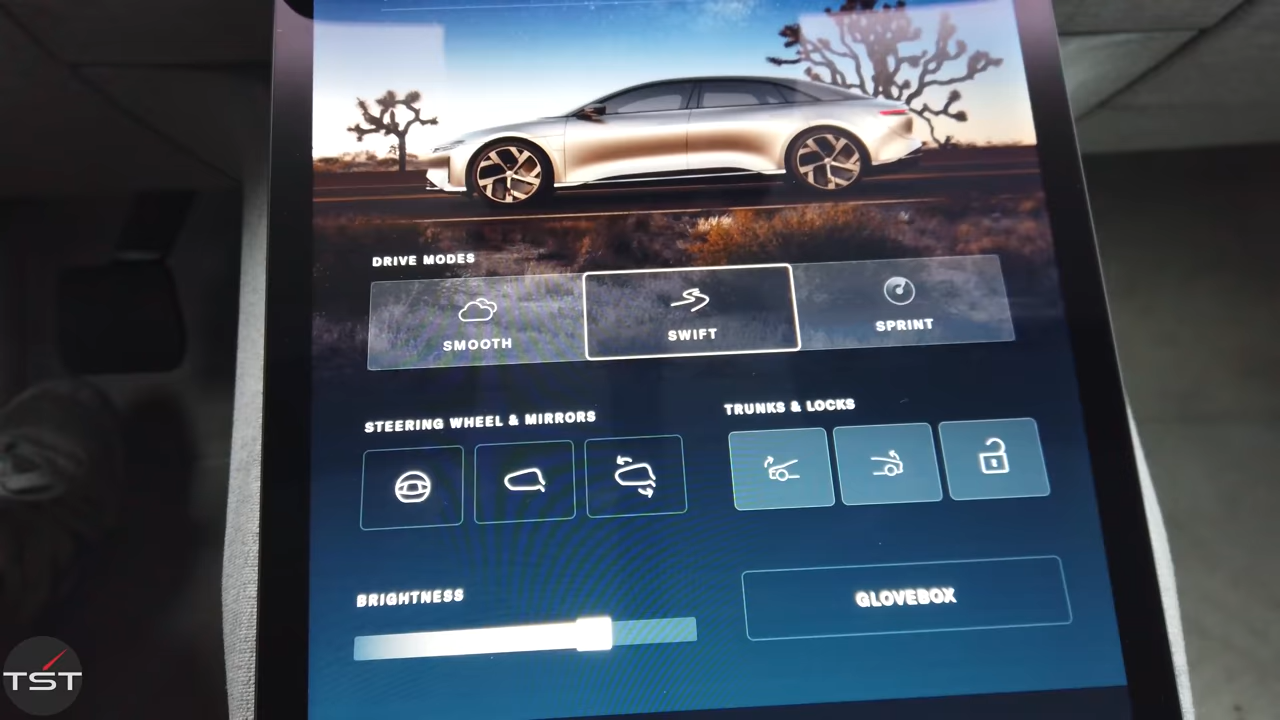 DRIVE MODES
SMOOTH
SWIFT
SPRINT
STEERING WHEEL & MIRRORS
TRUNKS & LOCKS
BRIGHTNESS
GLOVEBOX
TST